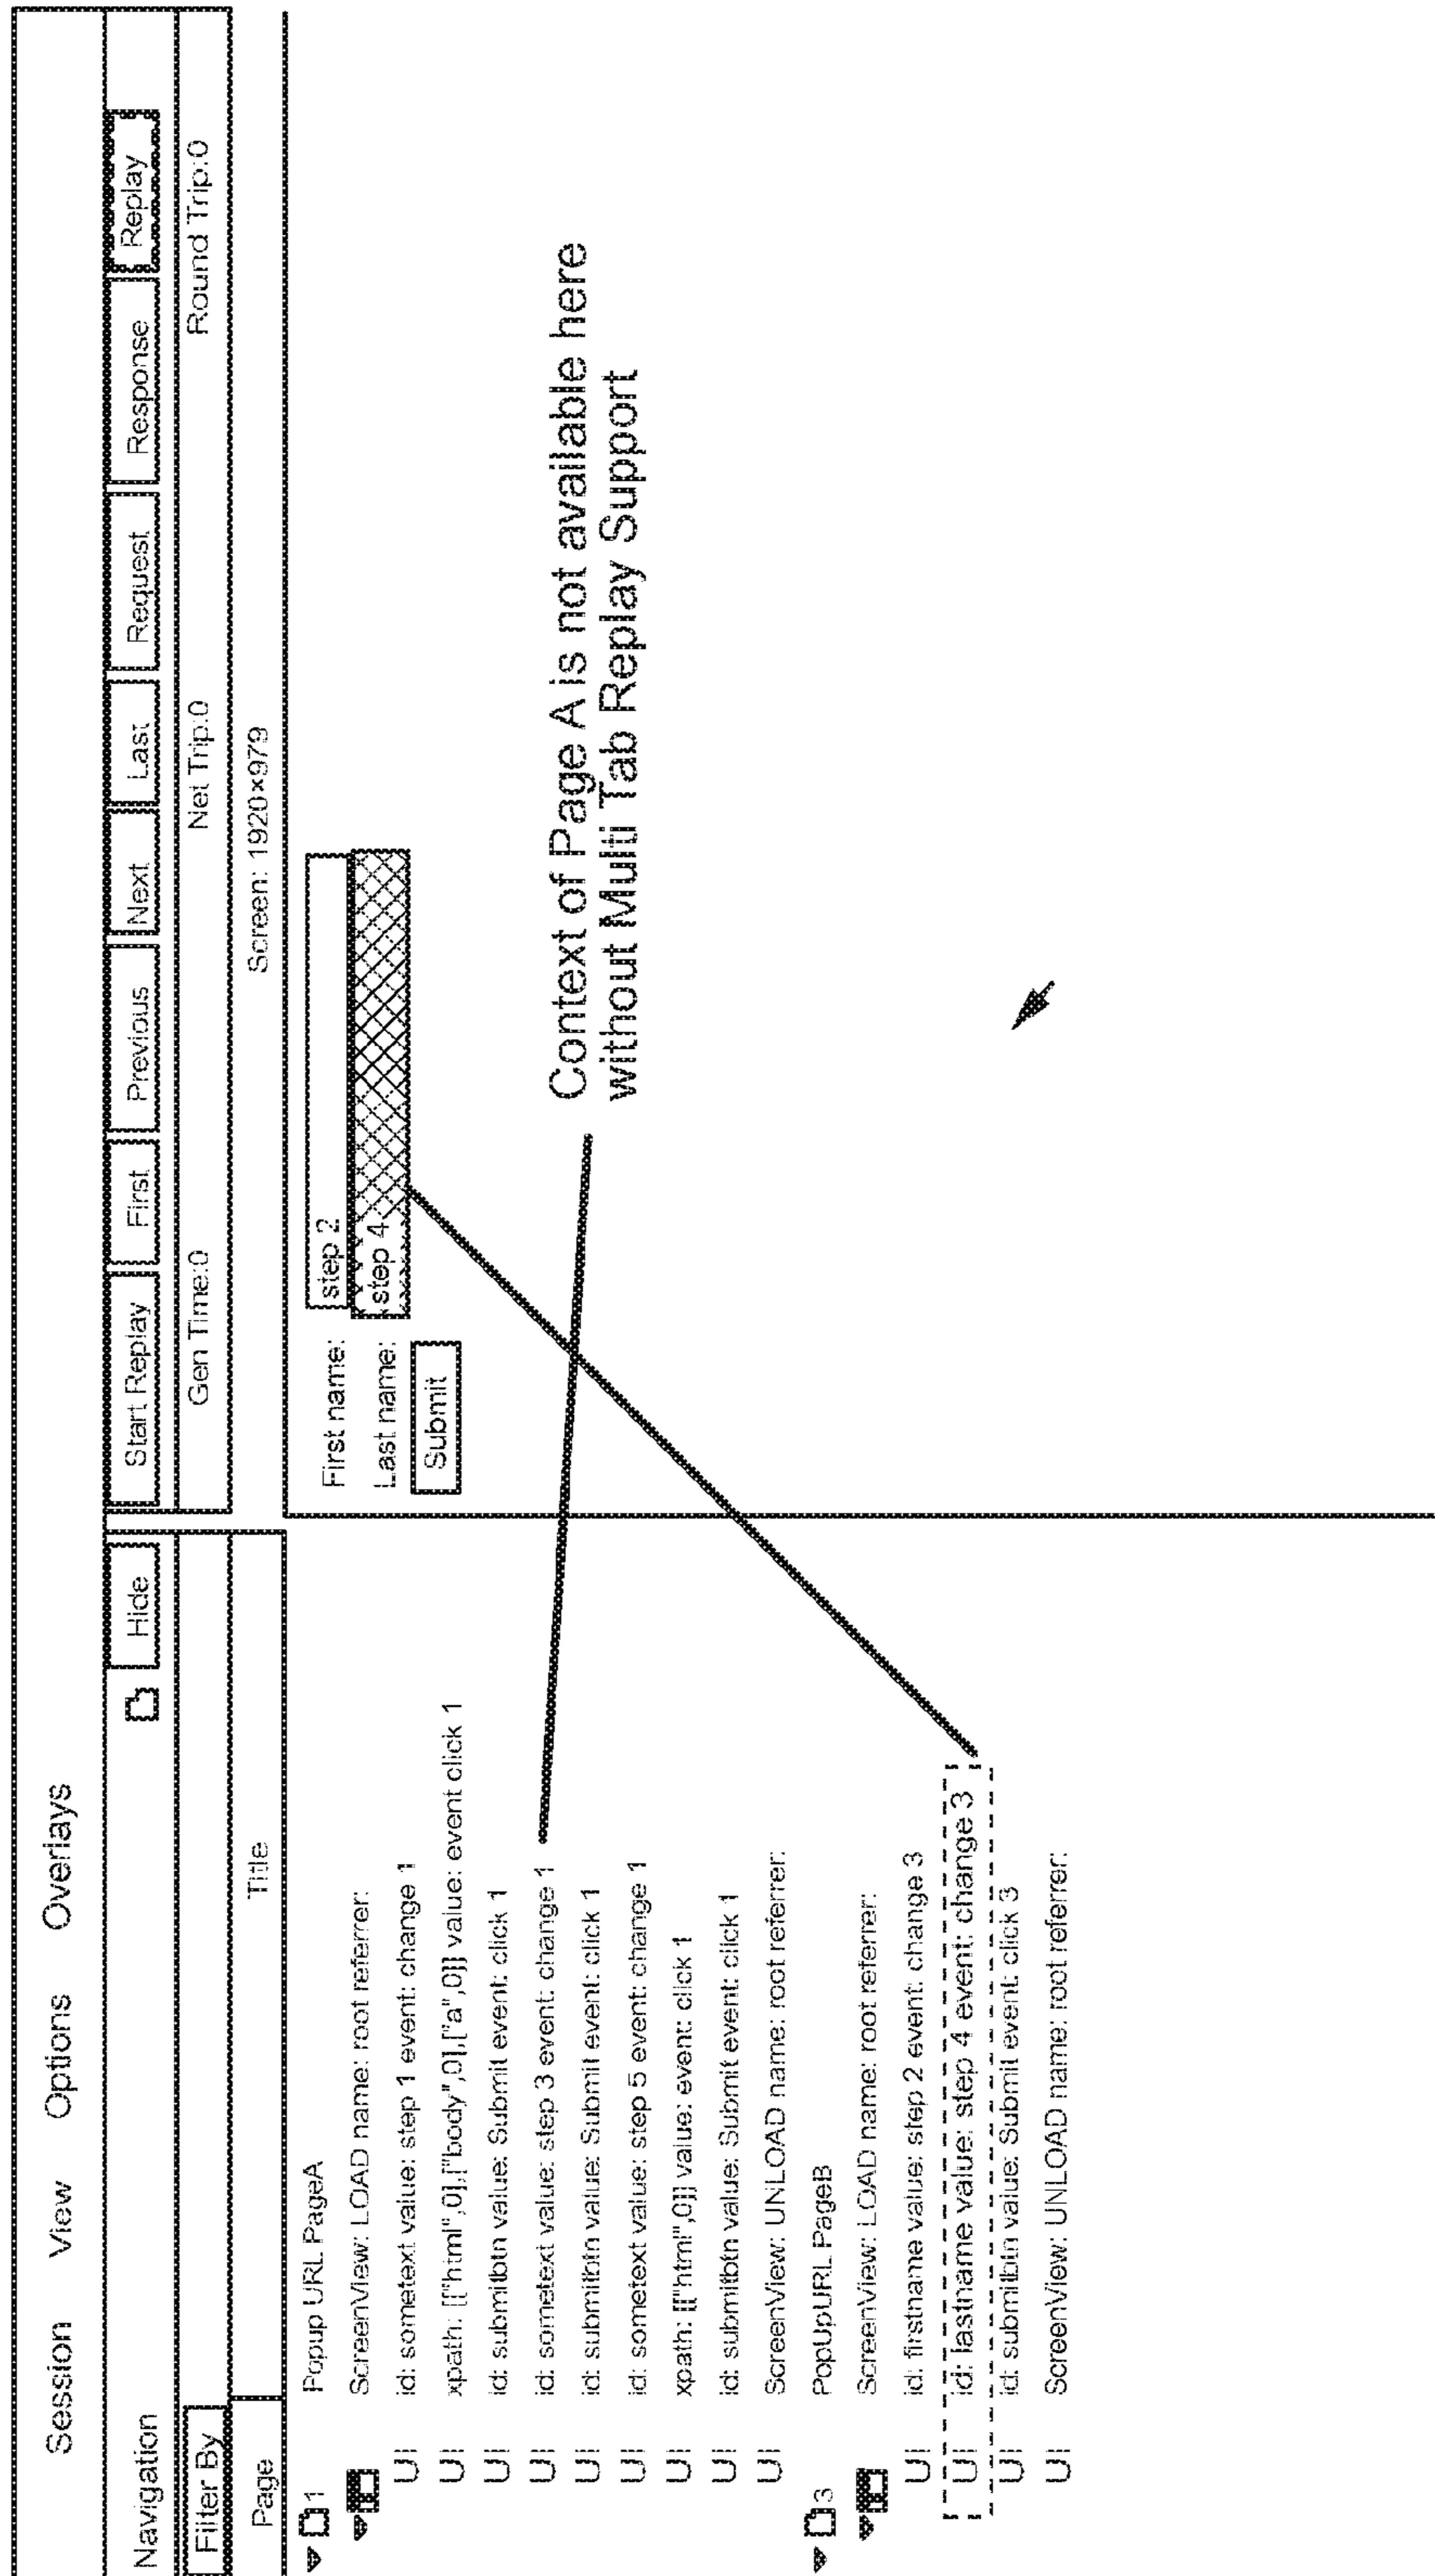 Session View Options Overlays
Navigation Hide Start Replay First Previous Next Last Request Response Replay
Filter By Gen Time:0 Net Trip:0 Round Trip:0
Page Title Screen: 1920×979
1 Popup URL PageA
ScreenView: LOAD name: root referrer:
UI id: sometext value: step 1 event: change 1
UI xpath: [["html",0],["body",0],["a",0]] value: event click 1
UI id: submitbtn value: Submit event: click 1
UI id: sometext value: step 3 event: change 1
UI id: submitbtn value: Submit event: click 1
UI id: sometext value: step 5 event: change 1
UI xpath: [["html",0]] value: event: click 1
UI id: submitbtn value: Submit event: click 1
UI ScreenView: UNLOAD name: root referrer:
3 PopUpURL PageB
ScreenView: LOAD name: root referrer:
UI id: firstname value: step 2 event: change 3
UI id: lastname value: step 4 event: change 3
UI id: submitbtn value: Submit event: click 3
UI ScreenView: UNLOAD name: root referrer:
First name: step 2
Last name: step 4
Submit
Context of Page A is not available here
without Multi Tab Replay Support